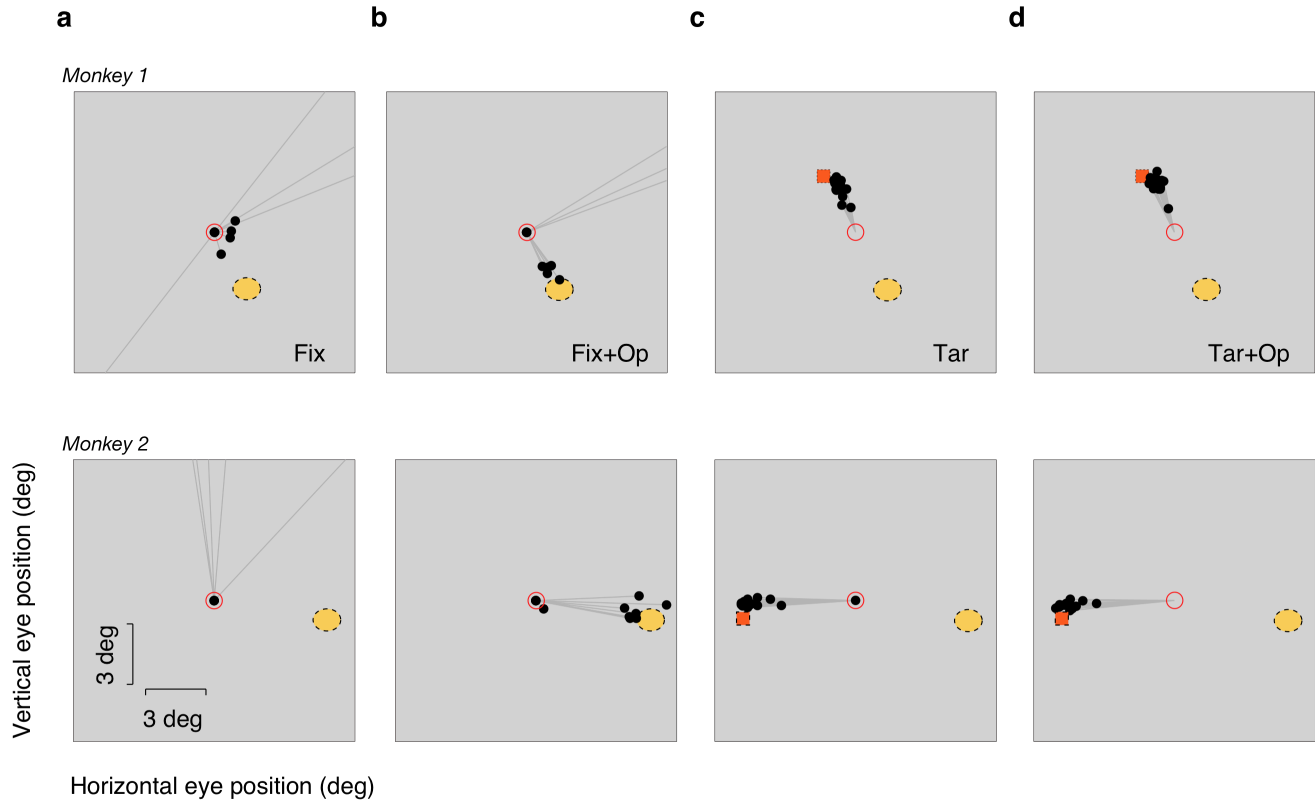 a
b
c
d
Monkey 1
Fix
Fix+Op
Tar
Tar+Op
Monkey 2
Vertical eye position (deg)
3 deg
3 deg
Horizontal eye position (deg)